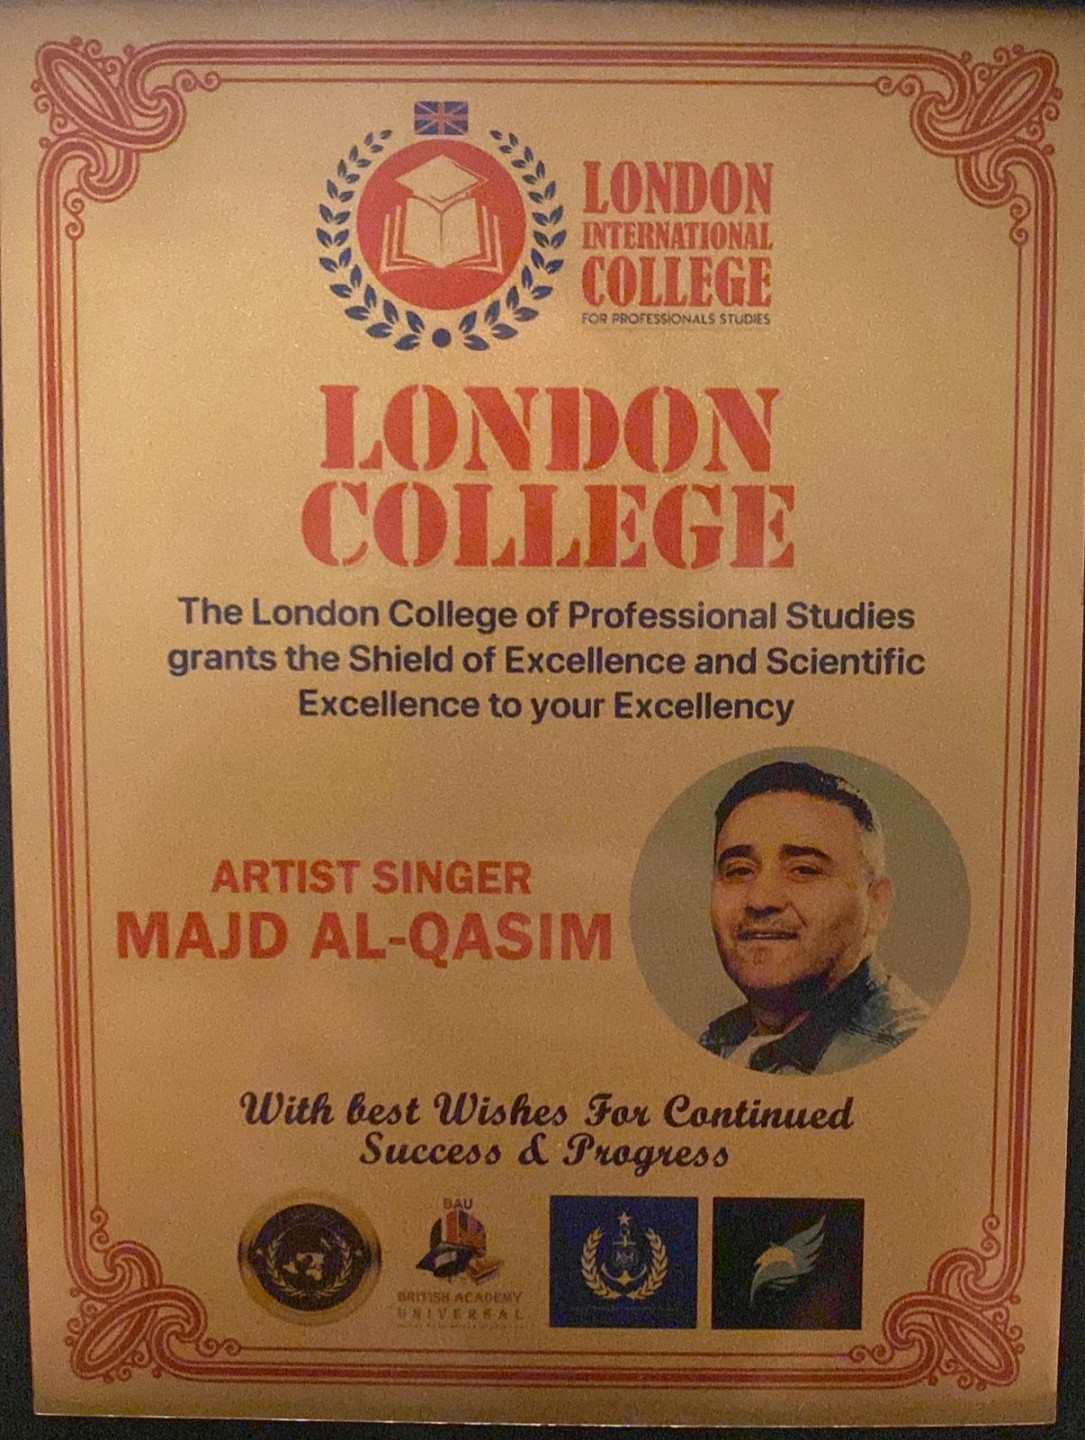 LONDON
INTERNATIONAL
COLLEGE
FOR PROFESSIONALS STUDIES
LONDON
COLLEGE
The London College of Professional Studies
grants the Shield of Excellence and Scientific
Excellence to your Excellency
ARTIST SINGER
MAJD AL-QASIM
With best Wishes For Continued
Success & Progress
BAU
BRITISH ACADEMY
UNIVERSAL